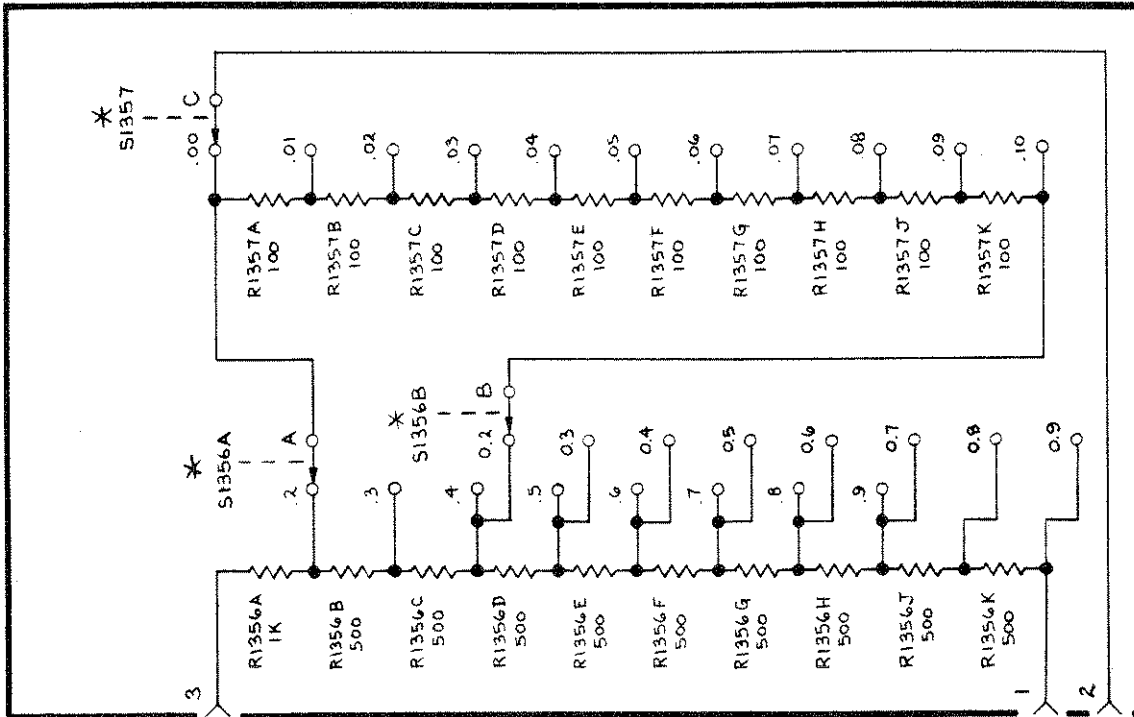 *
S1357
C
.00
.01
.02
.03
.04
.05
.06
.07
.08
.09
.10
R1357A
100
R1357B
100
R1357C
100
R1357D
100
R1357E
100
R1357F
100
R1357G
100
R1357H
100
R1357J
100
R1357K
100
*
S1356A
A
*
S1356B
B
.2
.3
.4
.5
.6
.7
.8
.9
0.2
0.3
0.4
0.5
0.6
0.7
0.8
0.9
R1356A
1K
R1356B
500
R1356C
500
R1356D
500
R1356E
500
R1356F
500
R1356G
500
R1356H
500
R1356J
500
R1356K
500
3
1
2